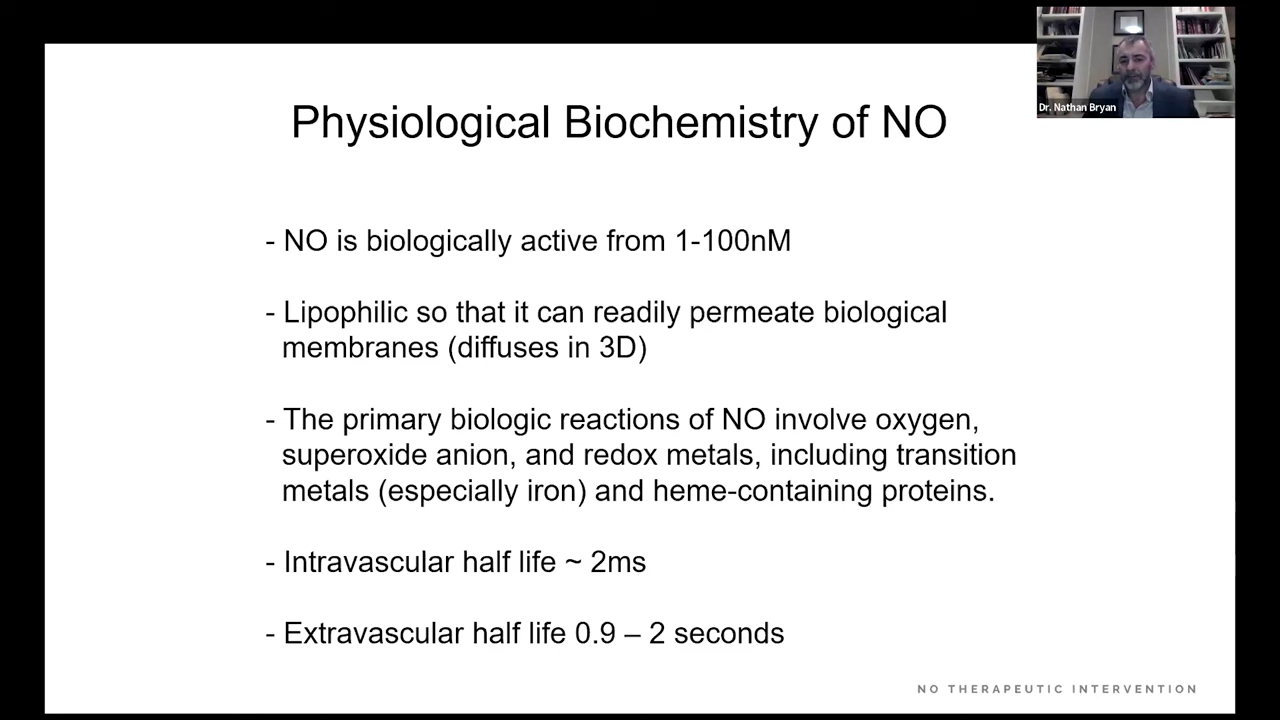 Dr. Nathan Bryan
Physiological Biochemistry of NO
- NO is biologically active from 1-100nM
- Lipophilic so that it can readily permeate biological
membranes (diffuses in 3D)
- The primary biologic reactions of NO involve oxygen,
superoxide anion, and redox metals, including transition
metals (especially iron) and heme-containing proteins.
- Intravascular half life ~ 2ms
- Extravascular half life 0.9 – 2 seconds
NO THERAPEUTIC INTERVENTION